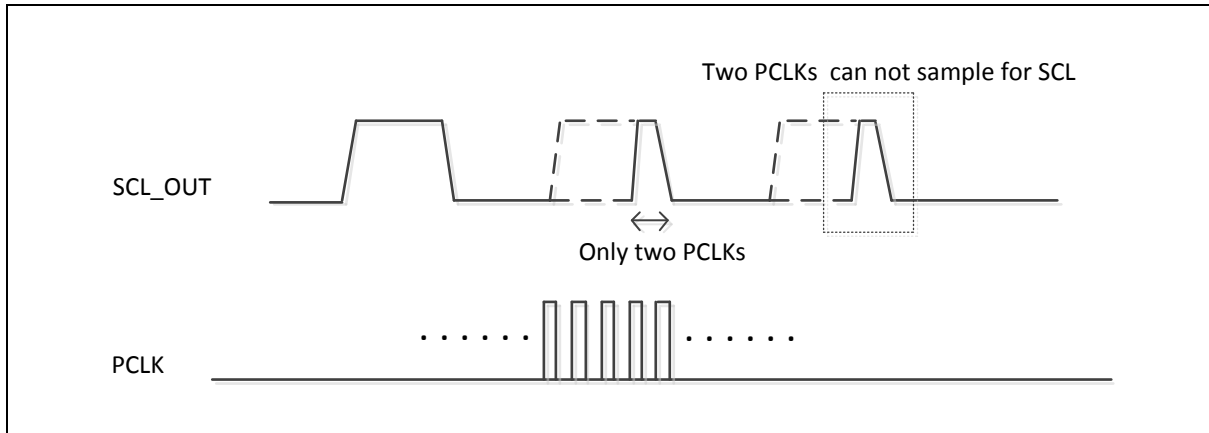 Two PCLKs can not sample for SCL
SCL_OUT
Only two PCLKs
PCLK